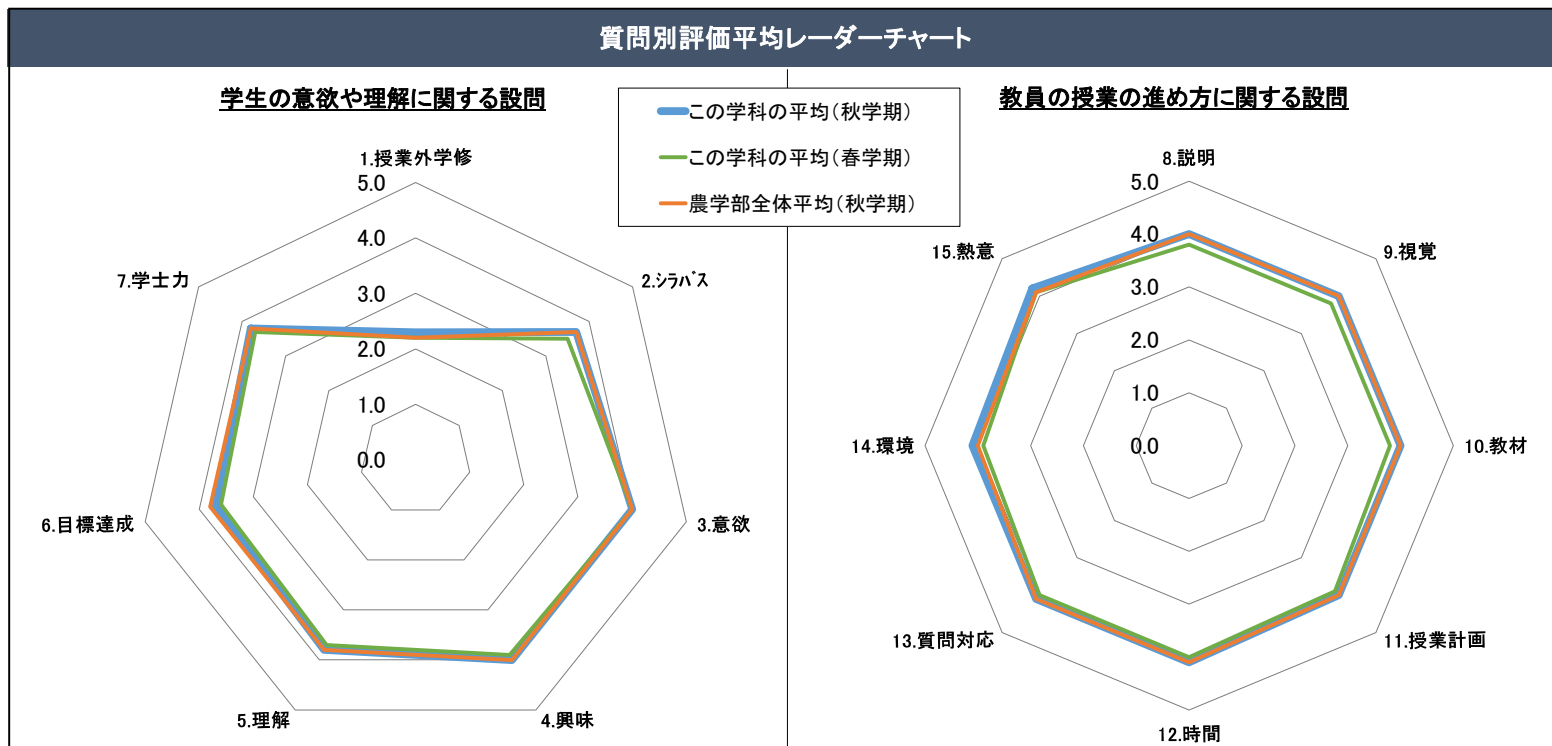 質問別評価平均レーダーチャート
学生の意欲や理解に関する設問
この学科の平均（秋学期）
この学科の平均（春学期）
農学部全体平均（秋学期）
教員の授業の進め方に関する設問
1.授業外学修
2.ｼﾗﾊﾞｽ
3.意欲
4.興味
5.理解
6.目標達成
7.学士力
5.0
4.0
3.0
2.0
1.0
0.0
8.説明
9.視覚
10.教材
11.授業計画
12.時間
13.質問対応
14.環境
15.熱意
5.0
4.0
3.0
2.0
1.0
0.0